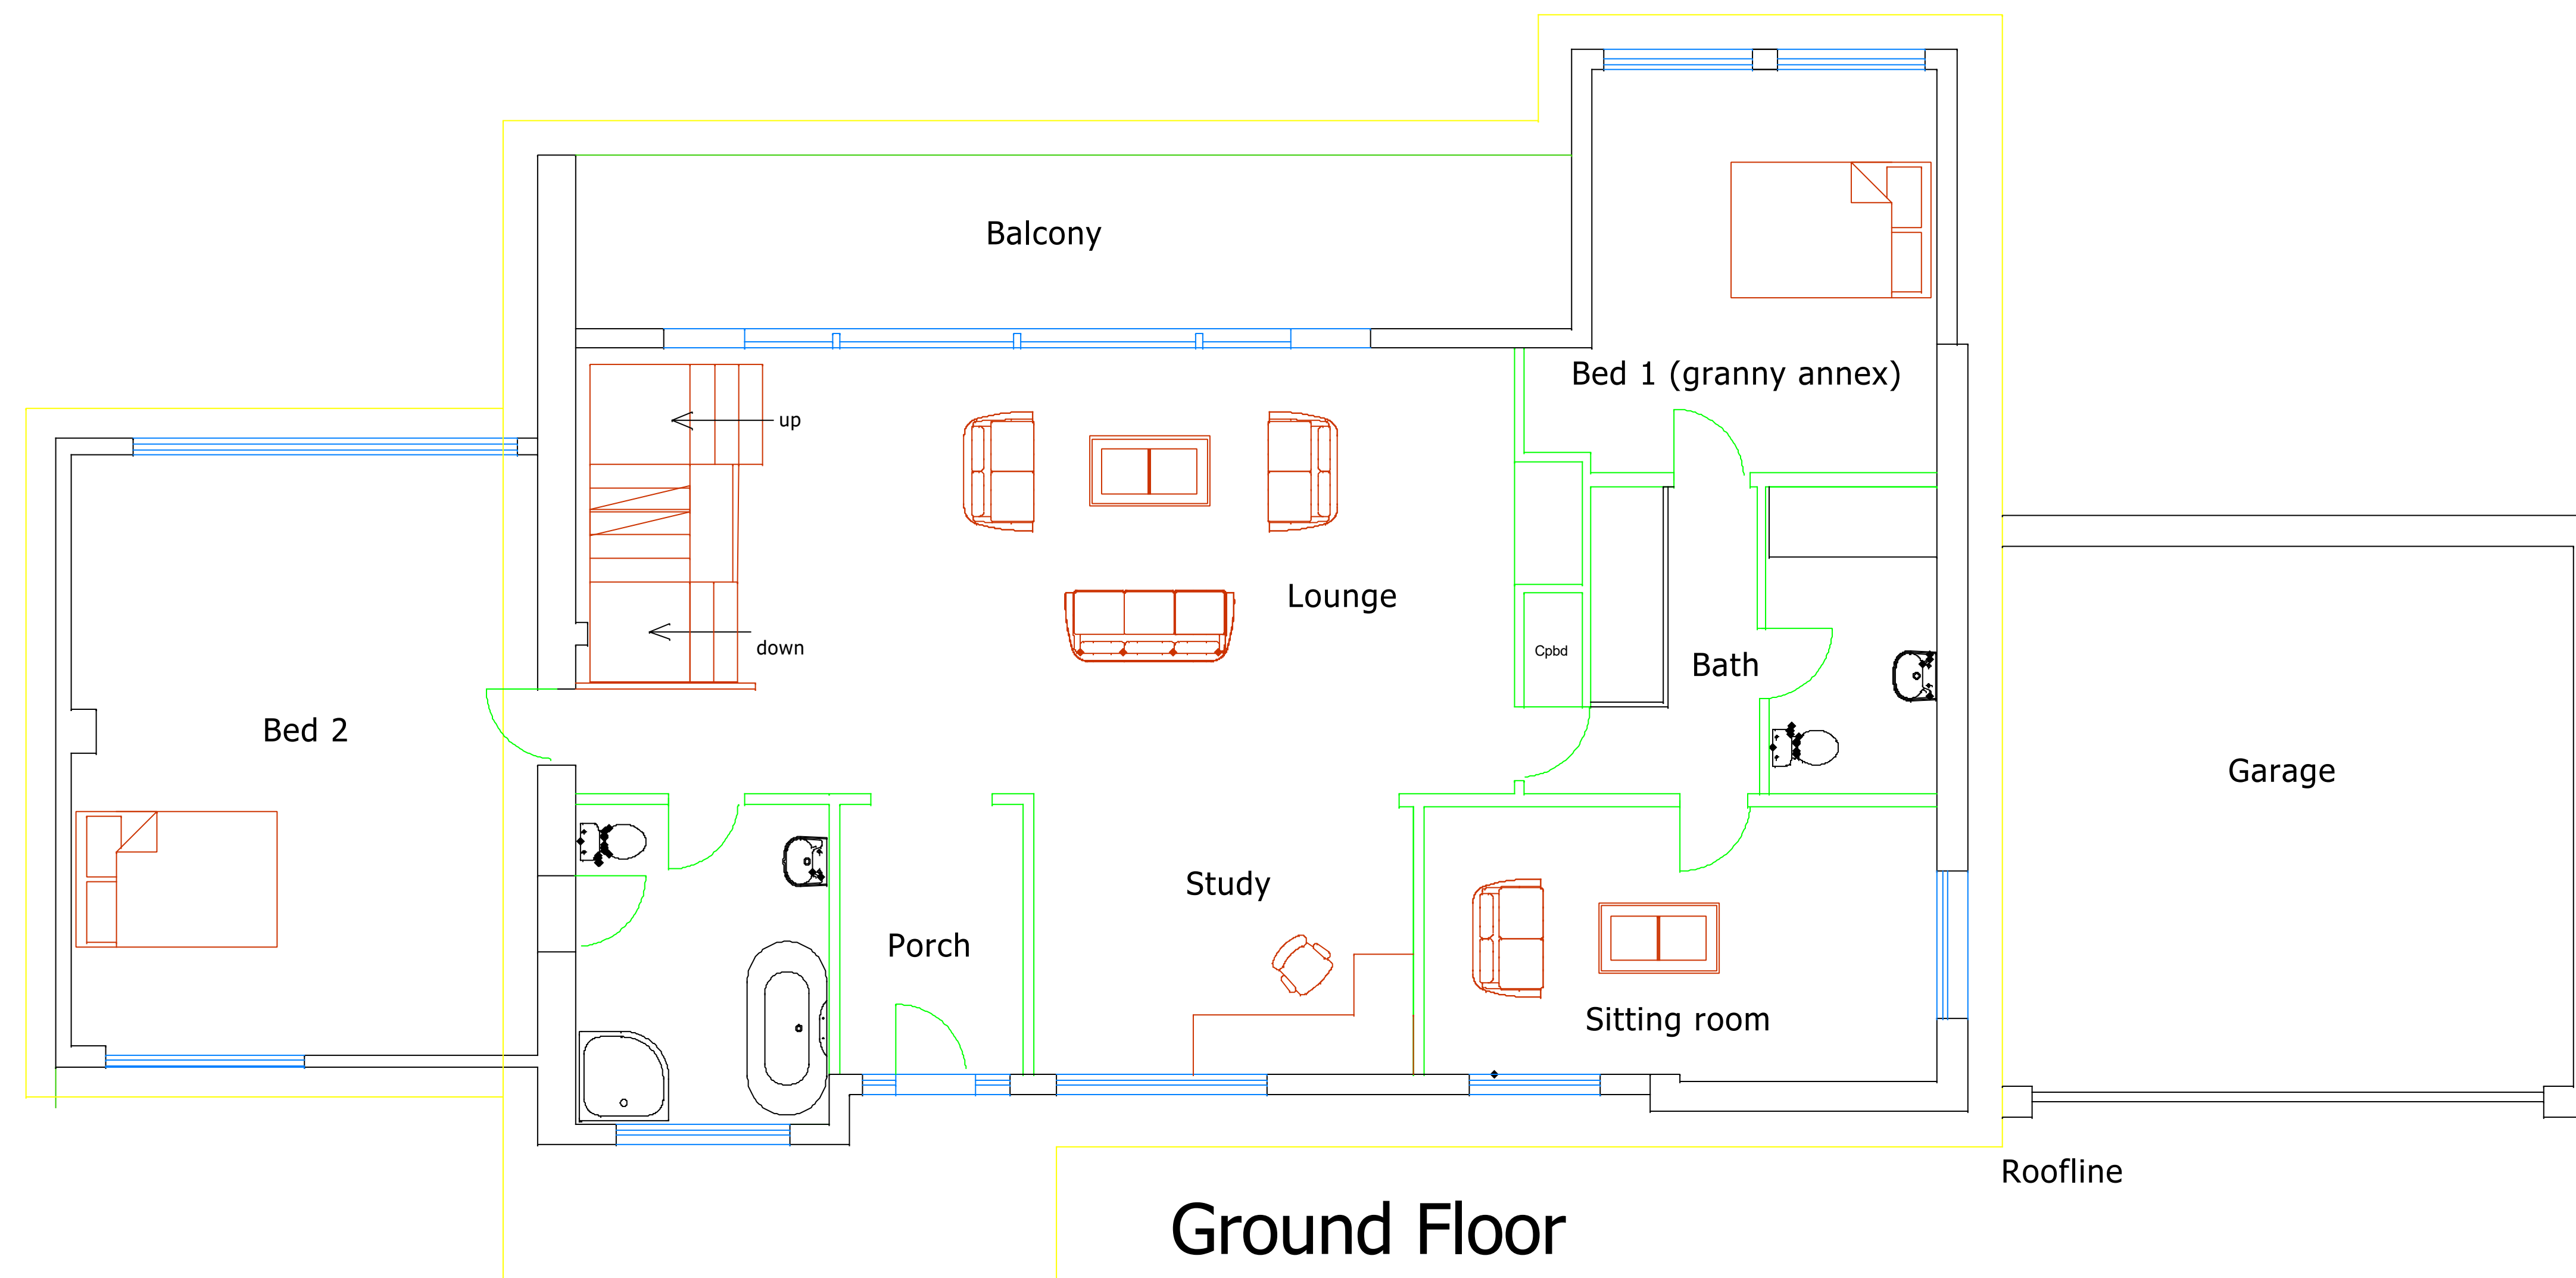 Balcony
Bed 1 (granny annex)
up
Lounge
down
Cpbd
Bath
Bed 2
Garage
Study
Porch
Sitting room
Roofline
Ground Floor